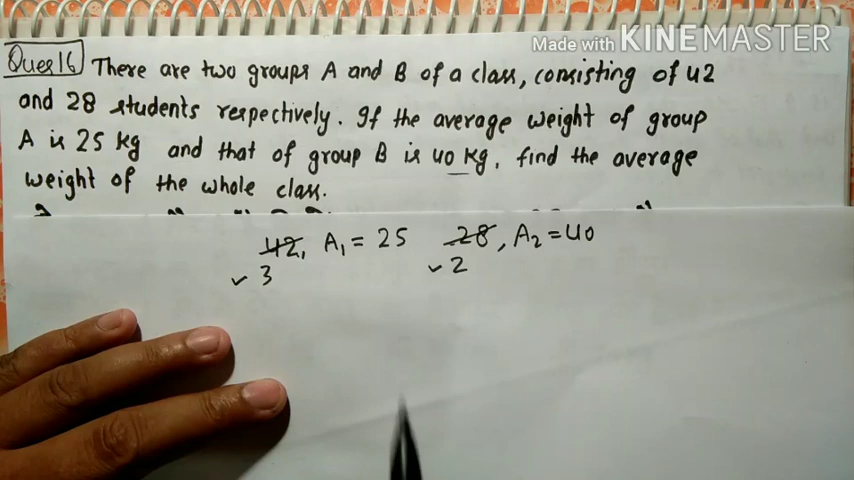 Made with KINEMASTER
Ques 16 There are two groups A and B of a class, consisting of 42
and 28 students respectively. If the average weight of group
A is 25 kg and that of group B is 40 kg, find the average
weight of the whole class.
42, A1 = 25 28, A2 = 40
✓ 3 ✓ 2